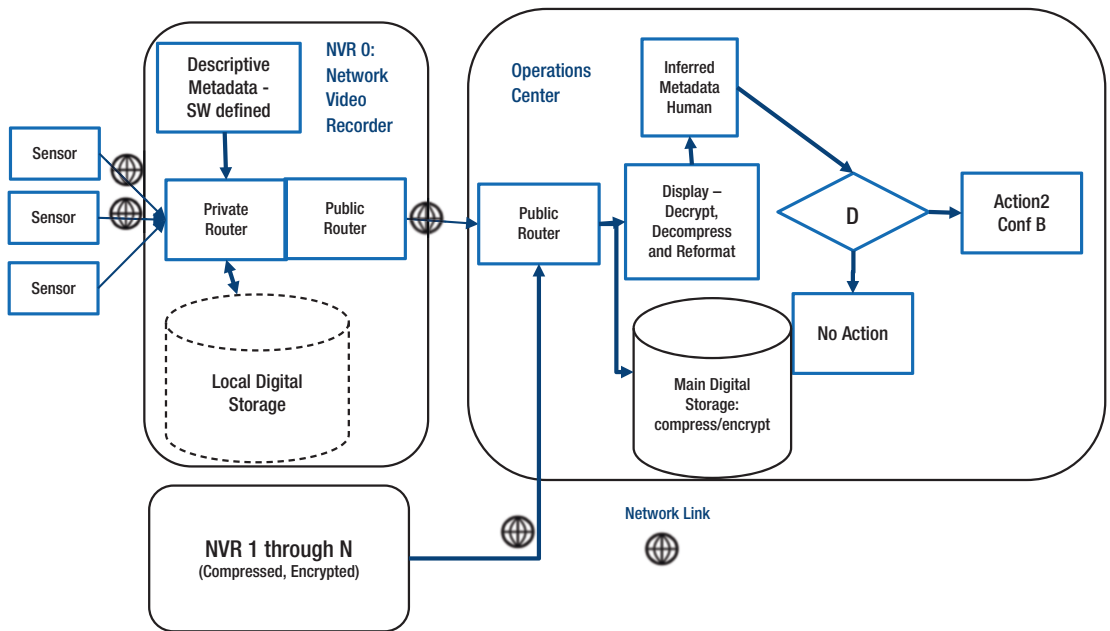 Descriptive
Metadata -
SW defined
NVR 0:
Network
Video
Recorder
Operations
Center
Inferred
Metadata
Human
Sensor
Sensor
Sensor
Private
Router
Public
Router
Public
Router
Display –
Decrypt,
Decompress
and Reformat
D
Action2
Conf B
No Action
Local Digital
Storage
Main Digital
Storage:
compress/encrypt
Network Link
NVR 1 through N
(Compressed, Encrypted)